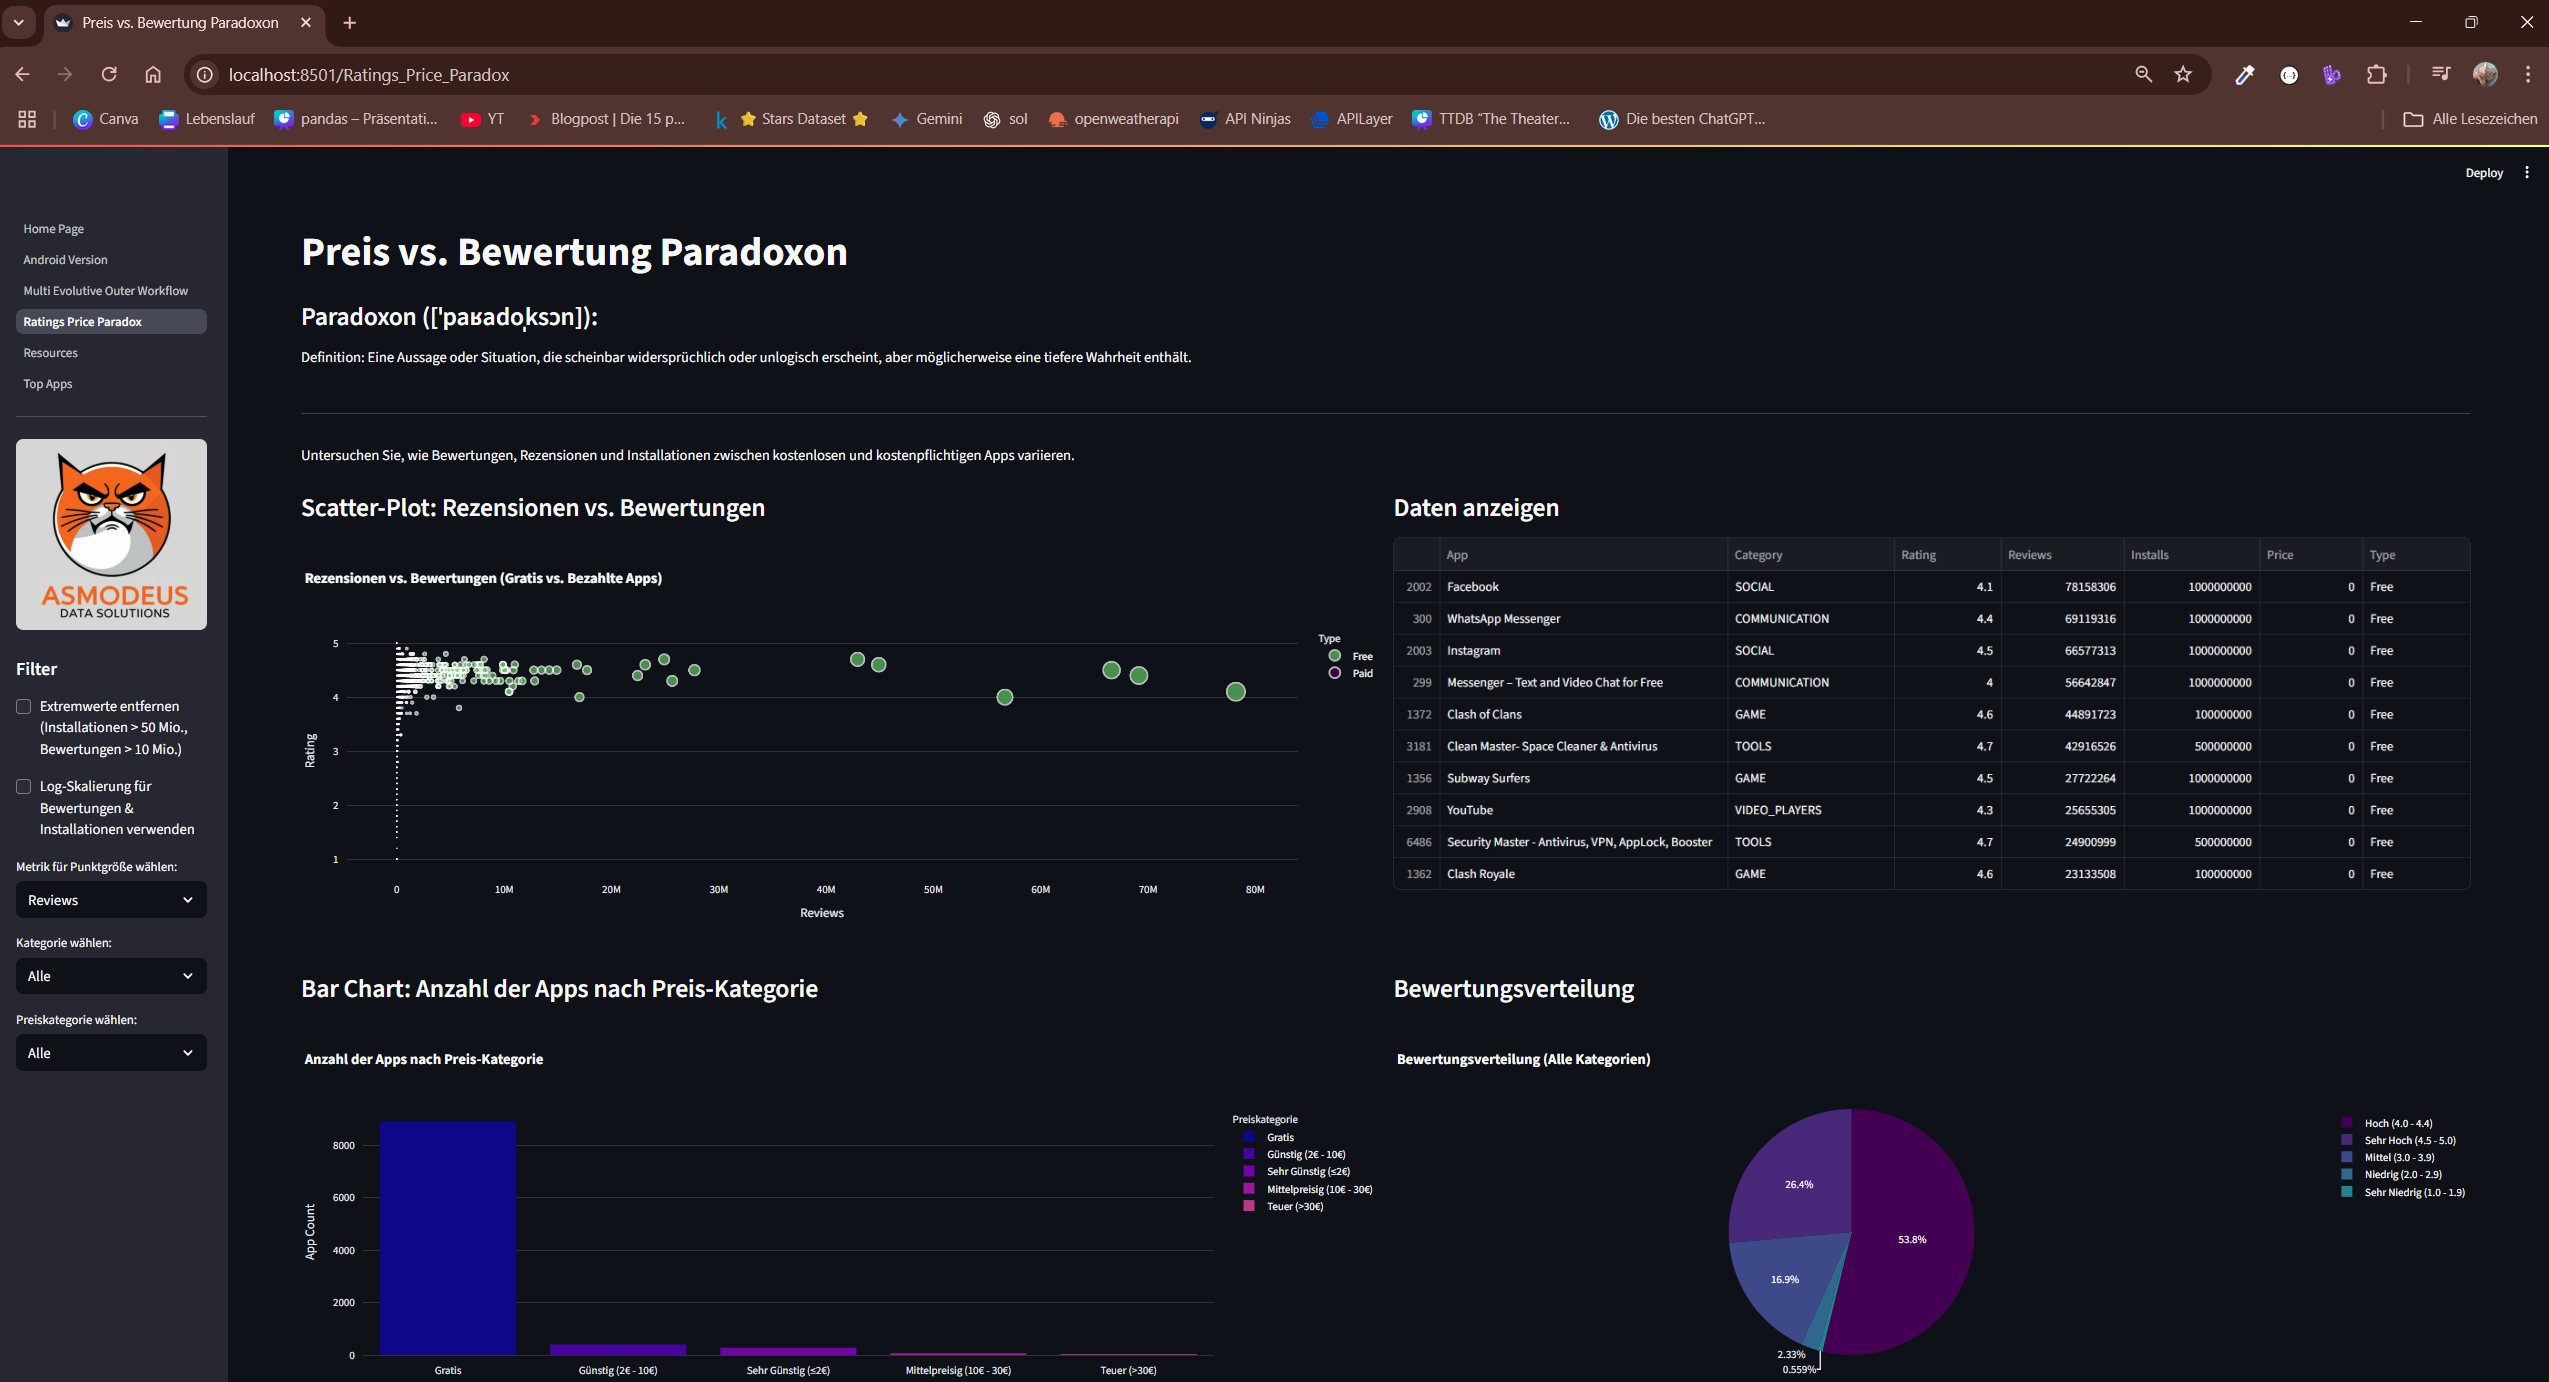 Preis vs. Bewertung Paradoxon
localhost:8501/Ratings_Price_Paradox
Canva
Lebenslauf
pandas – Präsentati...
YT
Blogpost | Die 15 p...
Stars Dataset
Gemini
sol
openweatherapi
API Ninjas
APILayer
TTDB "The Theater...
Die besten ChatGPT...
Alle Lesezeichen
Deploy
Home Page
Android Version
Multi Evolutive Outer Workflow
Ratings Price Paradox
Resources
Top Apps
ASMODEUS
DATA SOLUTIIONS
Filter
Extremwerte entfernen
(Installationen > 50 Mio.,
Bewertungen > 10 Mio.)
Log-Skalierung für
Bewertungen &
Installationen verwenden
Metrik für Punktgröße wählen:
Reviews
Kategorie wählen:
Alle
Preiskategorie wählen:
Alle
Preis vs. Bewertung Paradoxon
Paradoxon (['paʁadoˌksɔn]):
Definition: Eine Aussage oder Situation, die scheinbar widersprüchlich oder unlogisch erscheint, aber möglicherweise eine tiefere Wahrheit enthält.
Untersuchen Sie, wie Bewertungen, Rezensionen und Installationen zwischen kostenlosen und kostenpflichtigen Apps variieren.
Scatter-Plot: Rezensionen vs. Bewertungen
Rezensionen vs. Bewertungen (Gratis vs. Bezahlte Apps)
Type
Free
Paid
5
4
3
2
1
Rating
0 10M 20M 30M 40M 50M 60M 70M 80M
Reviews
Daten anzeigen
App Category Rating Reviews Installs Price Type
2002 Facebook SOCIAL 4.1 78158306 1000000000 0 Free
300 WhatsApp Messenger COMMUNICATION 4.4 69119316 1000000000 0 Free
2003 Instagram SOCIAL 4.5 66577313 1000000000 0 Free
299 Messenger – Text and Video Chat for Free COMMUNICATION 4 56642847 1000000000 0 Free
1372 Clash of Clans GAME 4.6 44891723 100000000 0 Free
3181 Clean Master- Space Cleaner & Antivirus TOOLS 4.7 42916526 500000000 0 Free
1356 Subway Surfers GAME 4.5 27722264 1000000000 0 Free
2908 YouTube VIDEO_PLAYERS 4.3 25655305 1000000000 0 Free
6486 Security Master - Antivirus, VPN, AppLock, Booster TOOLS 4.7 24900999 500000000 0 Free
1362 Clash Royale GAME 4.6 23133508 100000000 0 Free
Bar Chart: Anzahl der Apps nach Preis-Kategorie
Anzahl der Apps nach Preis-Kategorie
Preiskategorie
Gratis
Günstig (2€ - 10€)
Sehr Günstig (≤2€)
Mittelpreisig (10€ - 30€)
Teuer (>30€)
8000
6000
4000
2000
0
App Count
Gratis Günstig (2€ - 10€) Sehr Günstig (≤2€) Mittelpreisig (10€ - 30€) Teuer (>30€)
Bewertungsverteilung
Bewertungsverteilung (Alle Kategorien)
Hoch (4.0 - 4.4)
Sehr Hoch (4.5 - 5.0)
Mittel (3.0 - 3.9)
Niedrig (2.0 - 2.9)
Sehr Niedrig (1.0 - 1.9)
26.4%
53.8%
16.9%
2.33%
0.559%